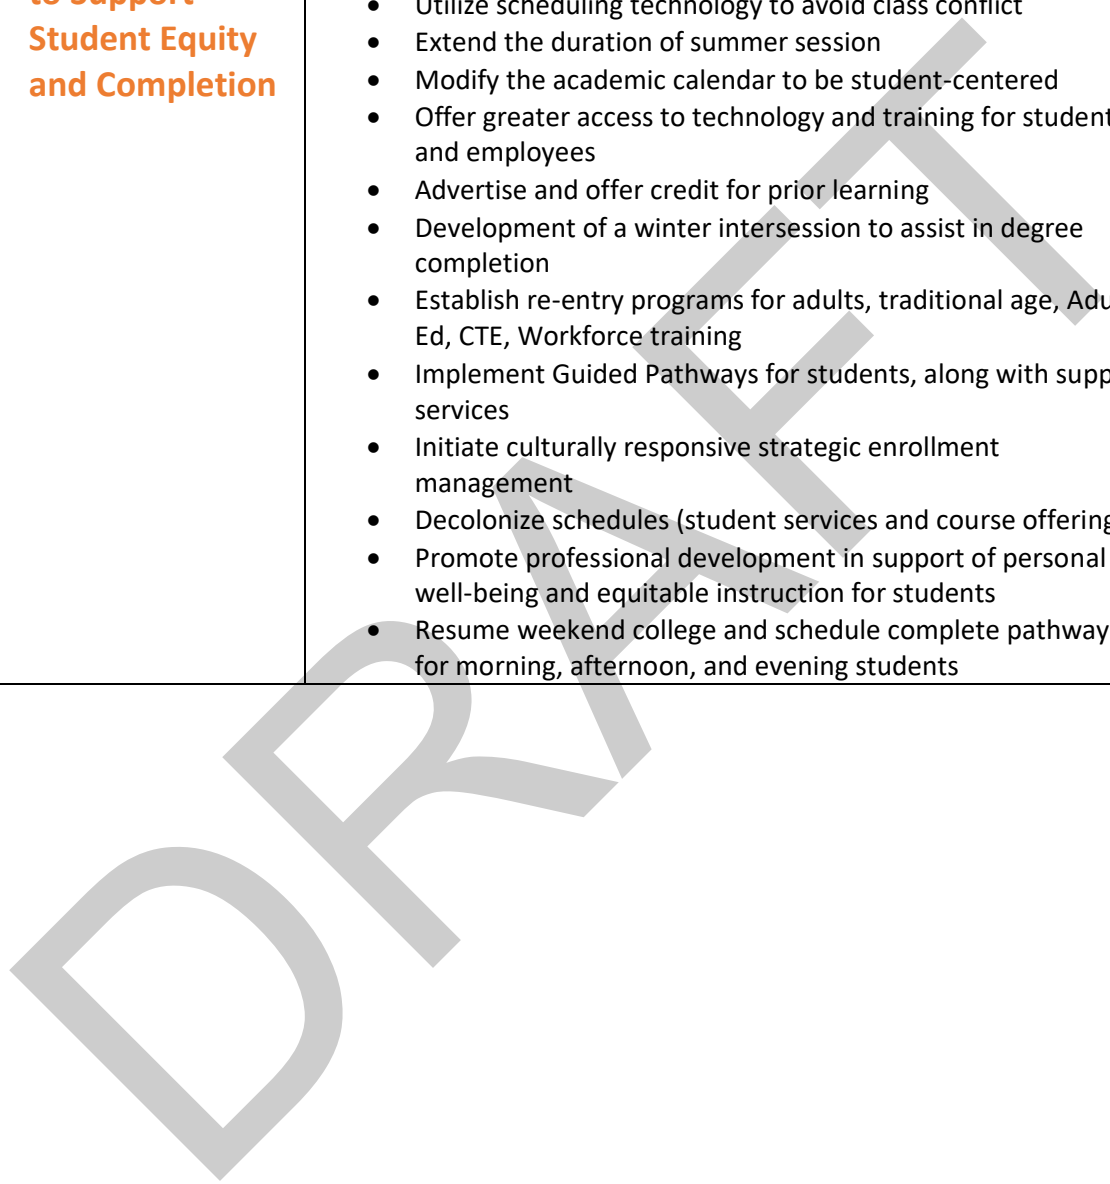 to Support
Student Equity
and Completion
• Utilize scheduling technology to avoid class conflict
• Extend the duration of summer session
• Modify the academic calendar to be student-centered
• Offer greater access to technology and training for student
and employees
• Advertise and offer credit for prior learning
• Development of a winter intersession to assist in degree
completion
• Establish re-entry programs for adults, traditional age, Adu
Ed, CTE, Workforce training
• Implement Guided Pathways for students, along with supp
services
• Initiate culturally responsive strategic enrollment
management
• Decolonize schedules (student services and course offering
• Promote professional development in support of personal
well-being and equitable instruction for students
• Resume weekend college and schedule complete pathway
for morning, afternoon, and evening students
DRAFT